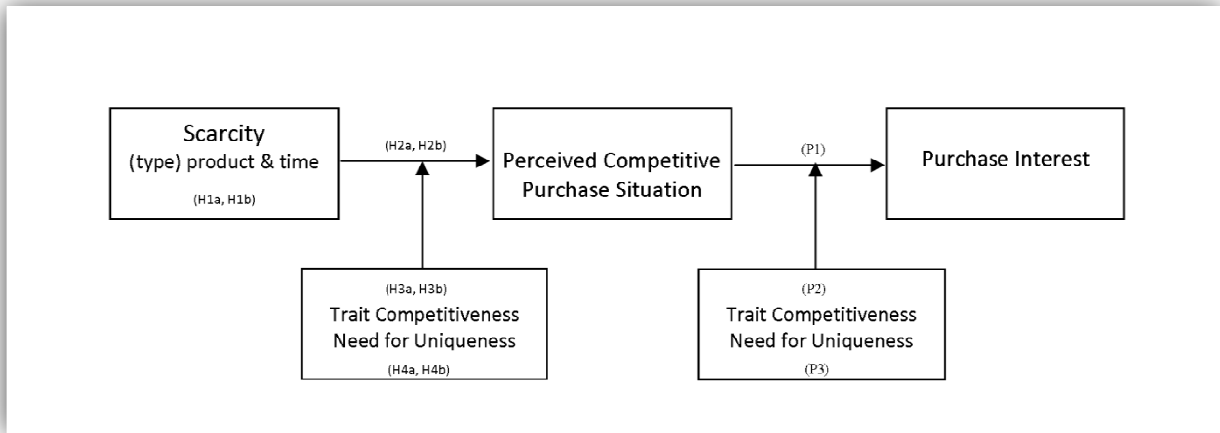 Scarcity
(type) product & time
(H1a, H1b)
(H2a, H2b)
Perceived Competitive
Purchase Situation
(P1)
Purchase Interest
(H3a, H3b)
Trait Competitiveness
Need for Uniqueness
(H4a, H4b)
(P2)
Trait Competitiveness
Need for Uniqueness
(P3)